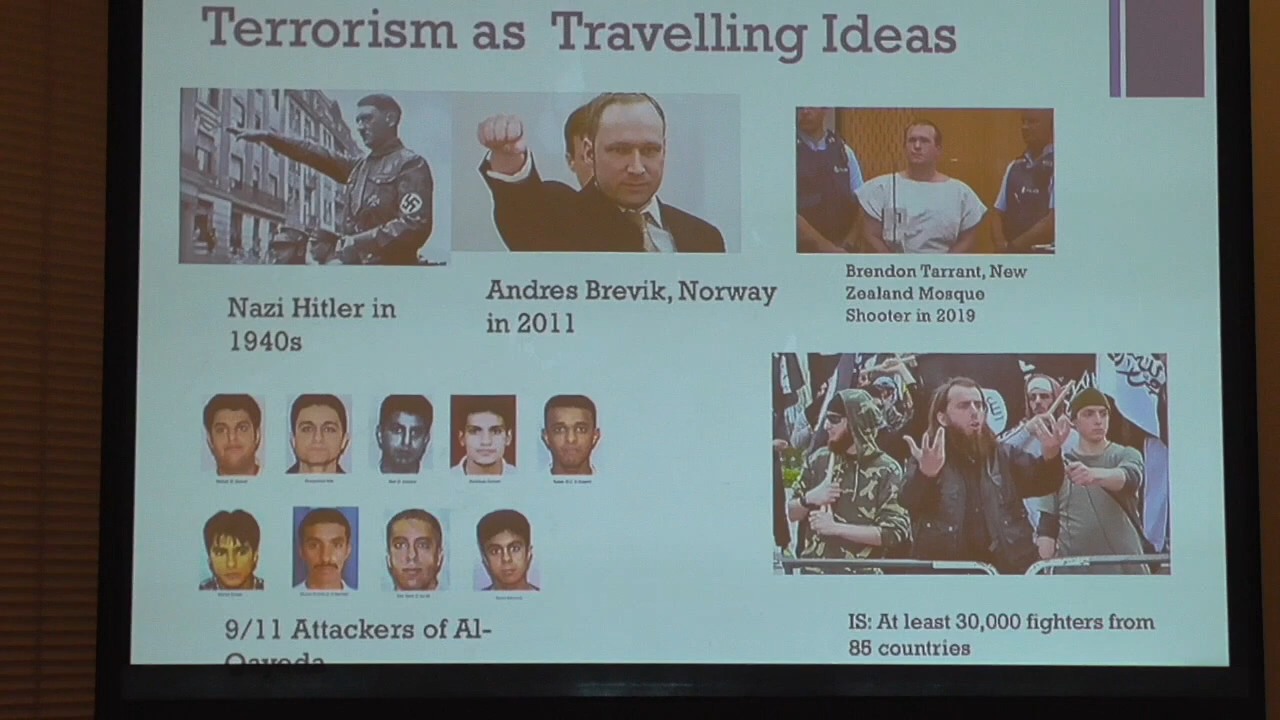 Terrorism as Travelling Ideas
Nazi Hitler in
1940s
Andres Brevik, Norway
in 2011
Brendon Tarrant, New
Zealand Mosque
Shooter in 2019
9/11 Attackers of Al-
Qayeda
IS: At least 30,000 fighters from
85 countries